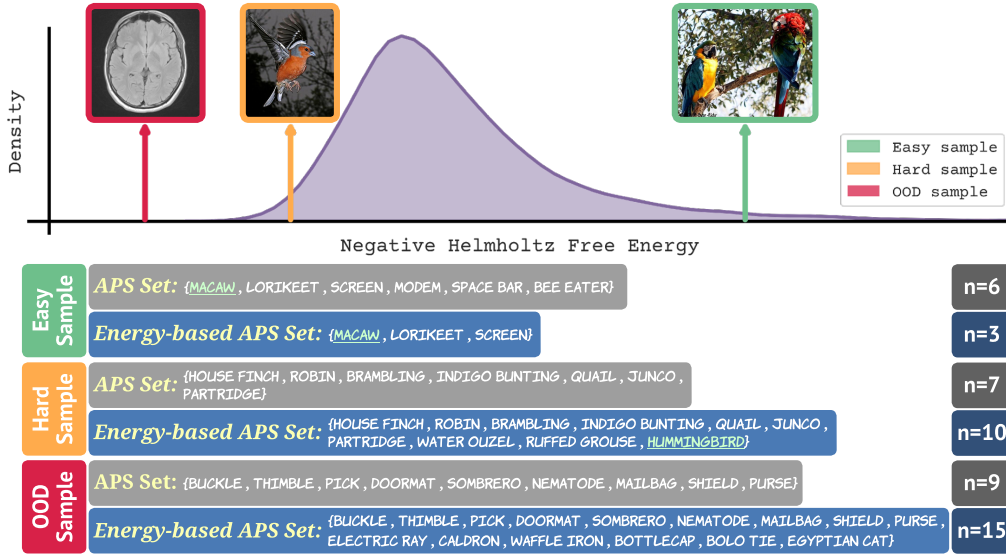 Density
Easy sample
Hard sample
OOD sample
Negative Helmholtz Free Energy
Easy
Sample
APS Set: {MACAW , LORIKEET , SCREEN , MODEM , SPACE BAR , BEE EATER}
n=6
Energy-based APS Set: {MACAW , LORIKEET , SCREEN}
n=3
Hard
Sample
APS Set: {HOUSE FINCH , ROBIN , BRAMBLING , INDIGO BUNTING , QUAIL , JUNCO ,
PARTRIDGE}
n=7
Energy-based APS Set: {HOUSE FINCH , ROBIN , BRAMBLING , INDIGO BUNTING , QUAIL , JUNCO ,
PARTRIDGE , WATER OUZEL , RUFFED GROUSE , HUMMINGBIRD}
n=10
OOD
Sample
APS Set: {BUCKLE , THIMBLE , PICK , DOORMAT , SOMBRERO , NEMATODE , MAILBAG , SHIELD , PURSE}
n=9
Energy-based APS Set: {BUCKLE , THIMBLE , PICK , DOORMAT , SOMBRERO , NEMATODE , MAILBAG , SHIELD , PURSE ,
ELECTRIC RAY , CALDRON , WAFFLE IRON , BOTTLECAP , BOLO TIE , EGYPTIAN CAT}
n=15